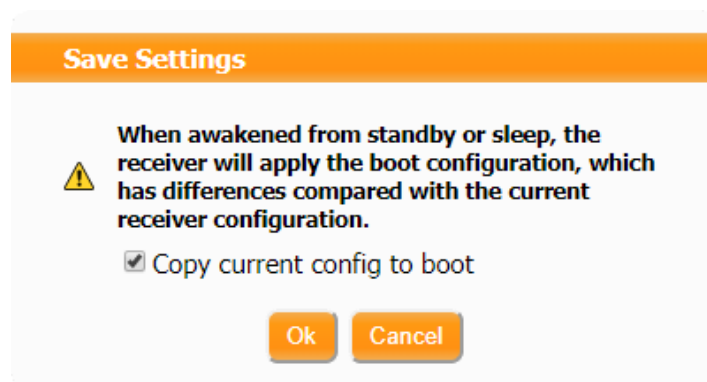 Save Settings
When awakened from standby or sleep, the
receiver will apply the boot configuration, which
has differences compared with the current
receiver configuration.
Copy current config to boot
Ok
Cancel